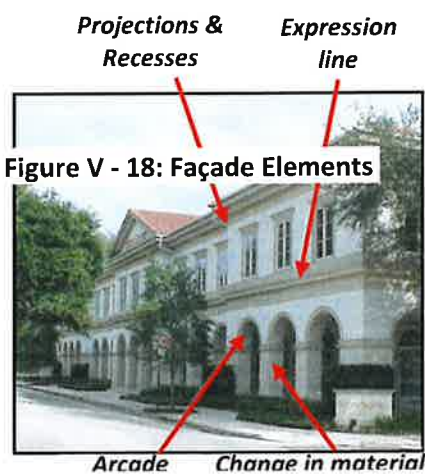 Projections &
Recesses
Expression
line
Figure V - 18: Façade Elements
Arcade
Change in material